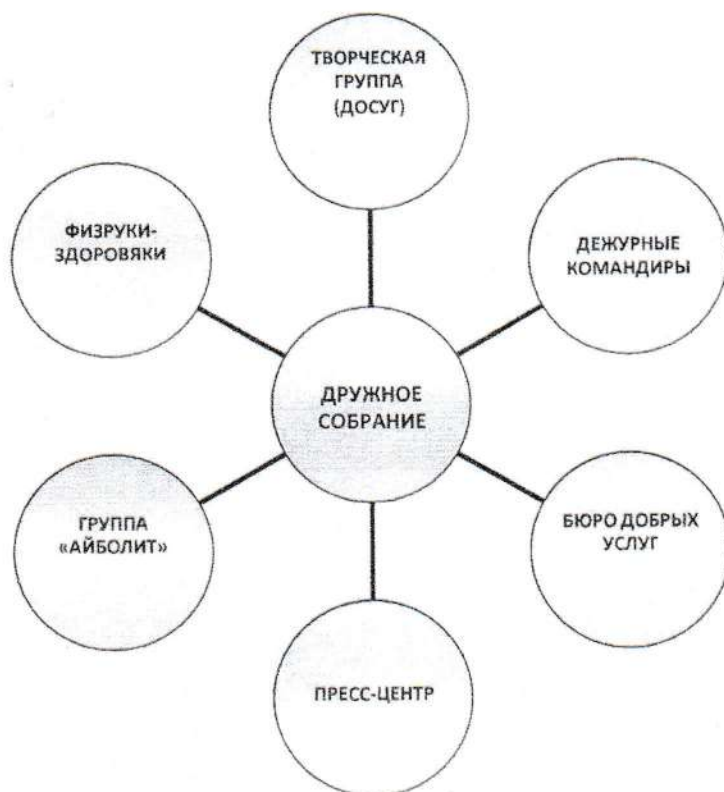 ТВОРЧЕСКАЯ
ГРУППА
(ДОСУГ)
ФИЗРУКИ-
ЗДОРОВЯКИ
ДЕЖУРНЫЕ
КОМАНДИРЫ
ДРУЖНОЕ
СОБРАНИЕ
ГРУППА
«АЙБОЛИТ»
БЮРО ДОБРЫХ
УСЛУГ
ПРЕСС-ЦЕНТР